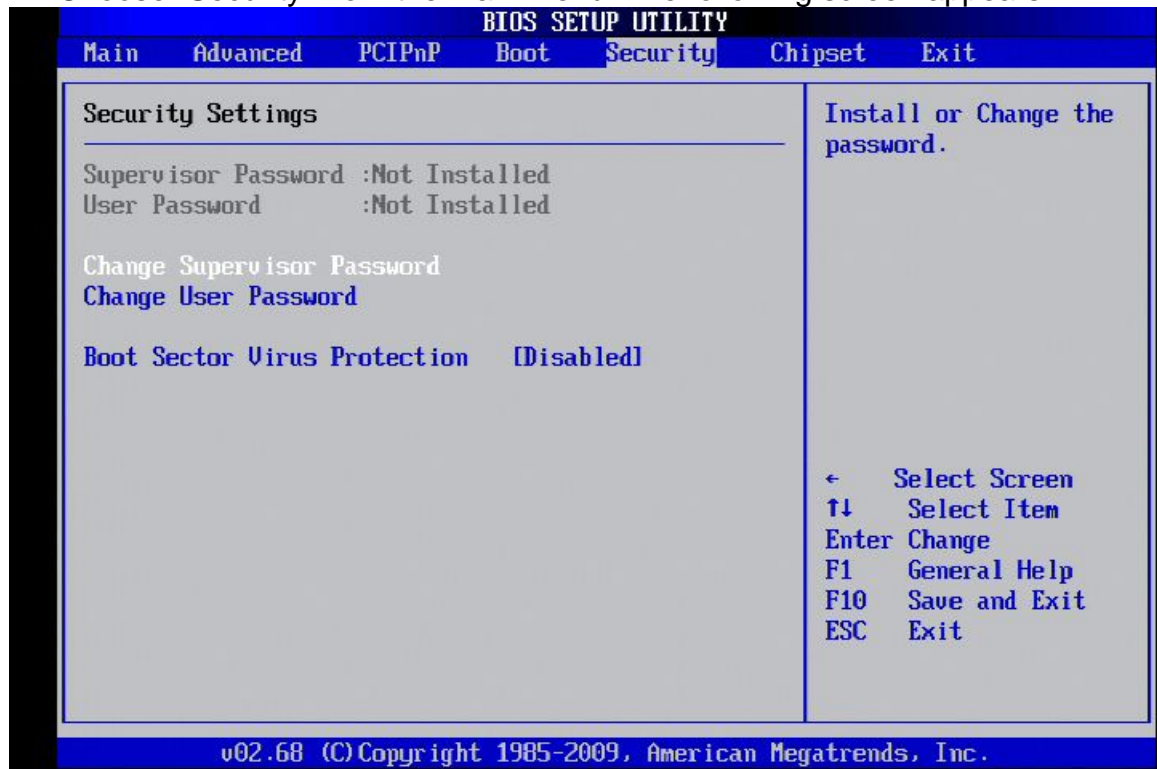 BIOS SETUP UTILITY
Main Advanced PCIPnP Boot Security Chipset Exit
Security Settings
Supervisor Password :Not Installed
User Password :Not Installed
Change Supervisor Password
Change User Password
Boot Sector Virus Protection [Disabled]
Install or Change the
password.
← Select Screen
↑↓ Select Item
Enter Change
F1 General Help
F10 Save and Exit
ESC Exit
v02.68 (C)Copyright 1985-2009, American Megatrends, Inc.